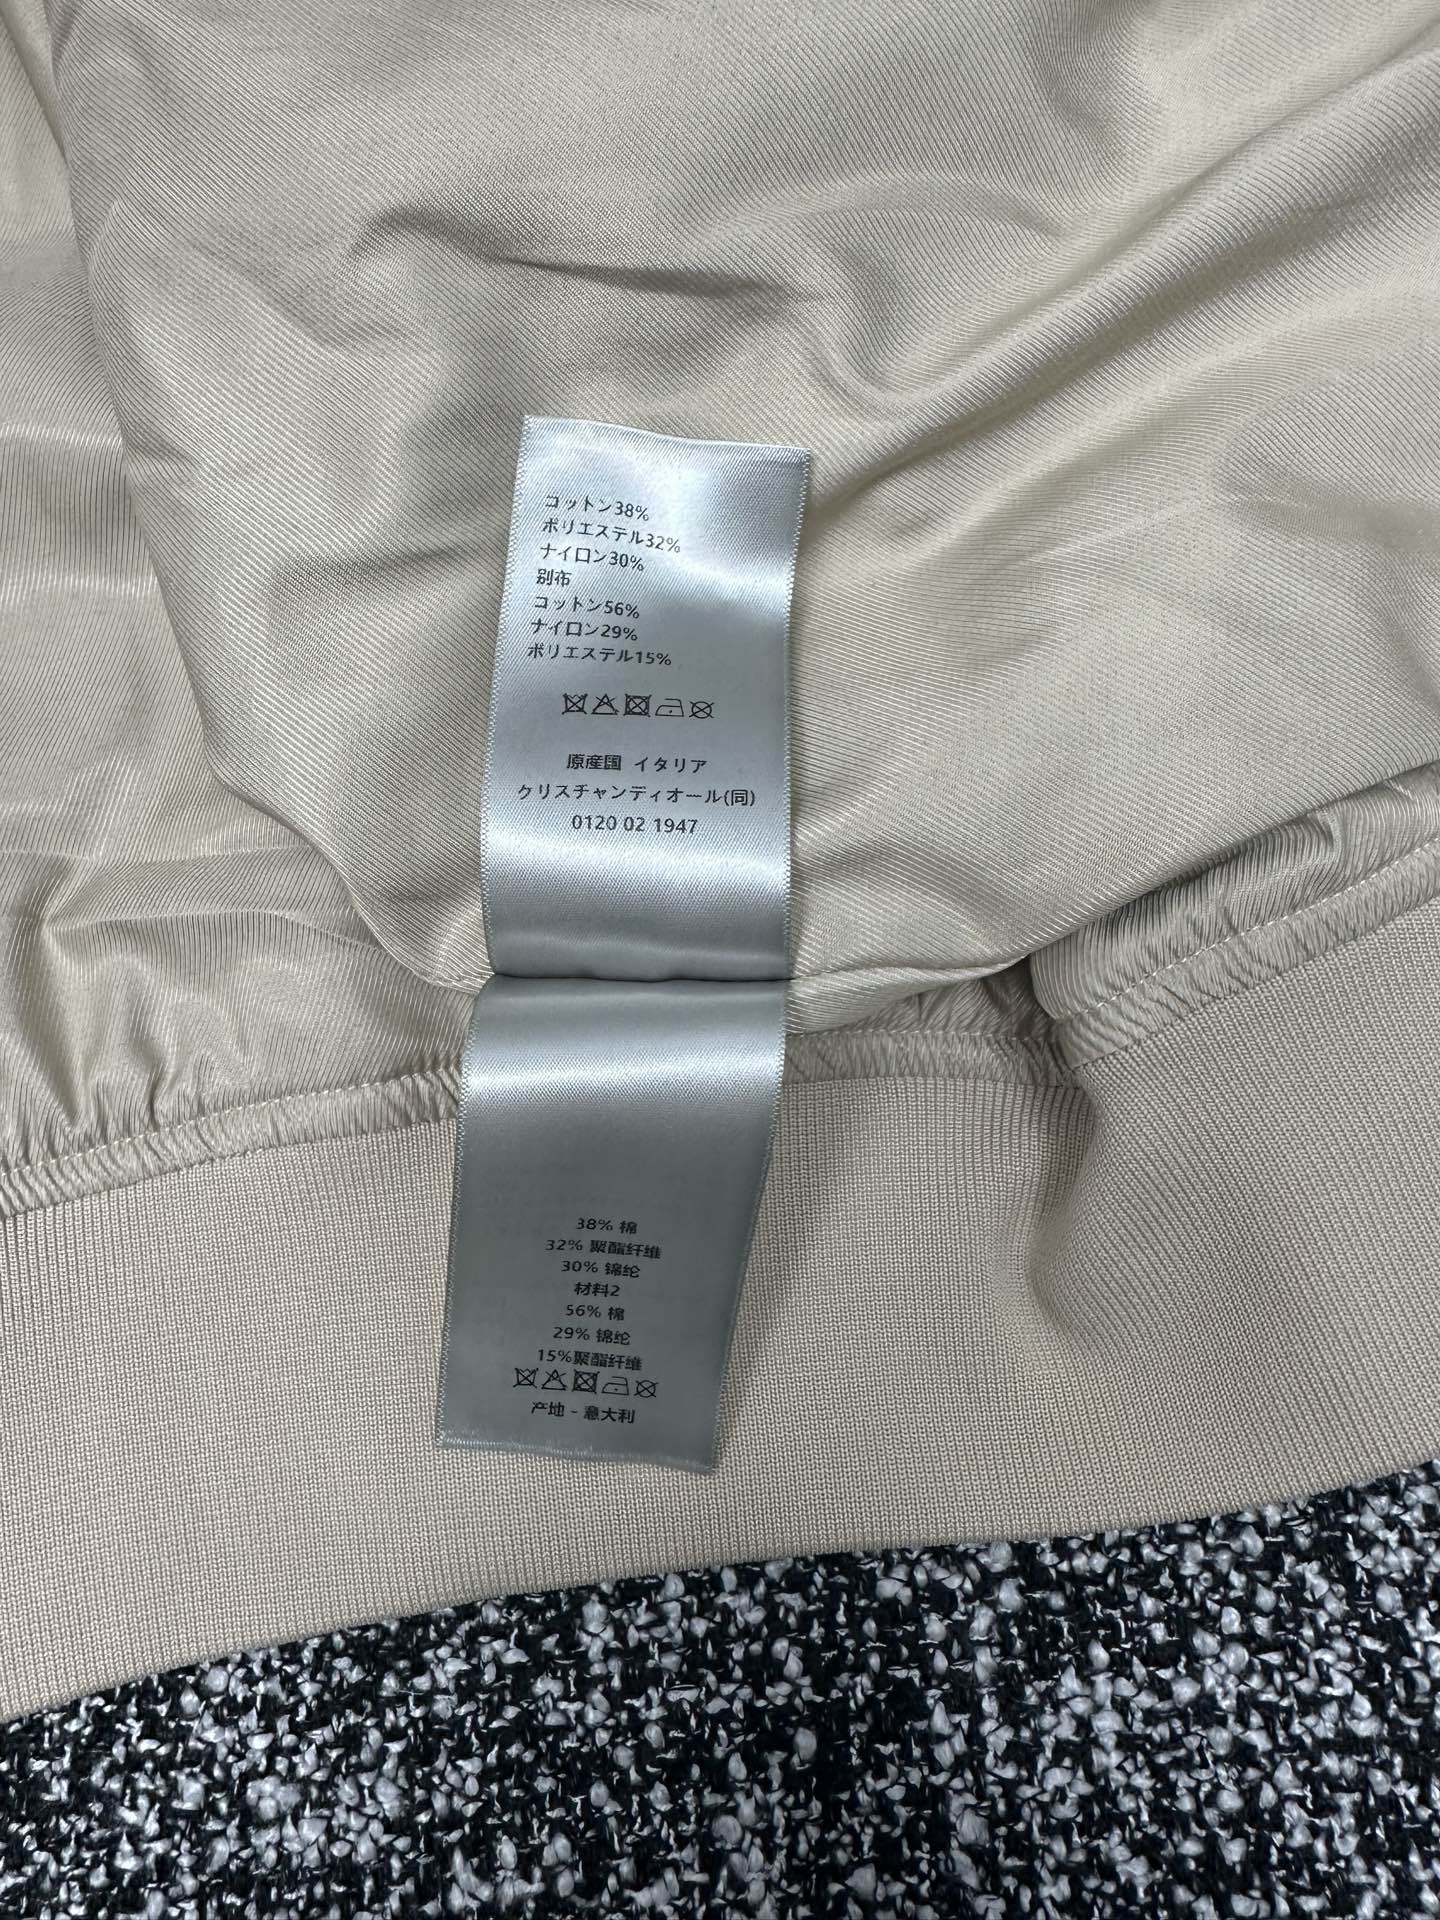 コットン38%
ポリエステル32%
ナイロン30%
別布
コットン56%
ナイロン29%
ポリエステル15%
原産国 イタリア
クリスチャンディオール(同)
0120 02 1947
38% 棉
32% 聚酯纤维
30% 锦纶
材料2
56% 棉
29% 锦纶
15%聚酯纤维
产地 - 意大利